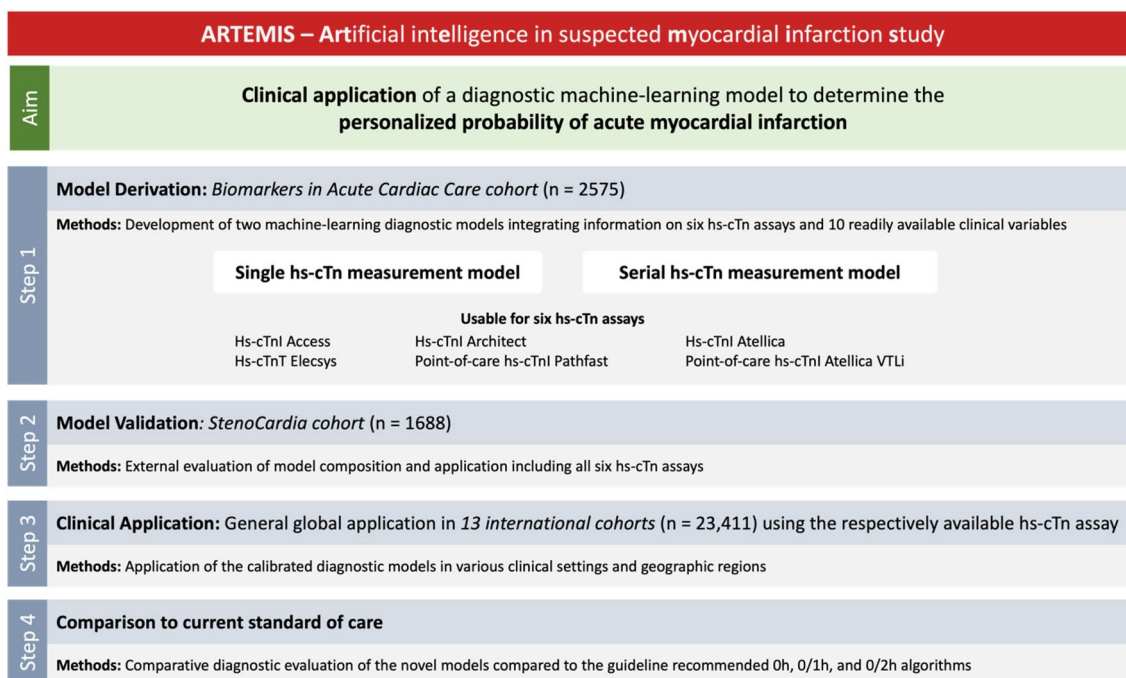 ARTEMIS – Artificial intelligence in suspected myocardial infarction study
Aim
Clinical application of a diagnostic machine-learning model to determine the
personalized probability of acute myocardial infarction
Step 1
Model Derivation: Biomarkers in Acute Cardiac Care cohort (n = 2575)
Methods: Development of two machine-learning diagnostic models integrating information on six hs-cTn assays and 10 readily available clinical variables
Single hs-cTn measurement model
Serial hs-cTn measurement model
Usable for six hs-cTn assays
Hs-cTnI Access
Hs-cTnI Architect
Hs-cTnI Atellica
Hs-cTnT Elecsys
Point-of-care hs-cTnI Pathfast
Point-of-care hs-cTnI Atellica VTLi
Step 2
Model Validation: StenoCardia cohort (n = 1688)
Methods: External evaluation of model composition and application including all six hs-cTn assays
Step 3
Clinical Application: General global application in 13 international cohorts (n = 23,411) using the respectively available hs-cTn assay
Methods: Application of the calibrated diagnostic models in various clinical settings and geographic regions
Step 4
Comparison to current standard of care
Methods: Comparative diagnostic evaluation of the novel models compared to the guideline recommended 0h, 0/1h, and 0/2h algorithms